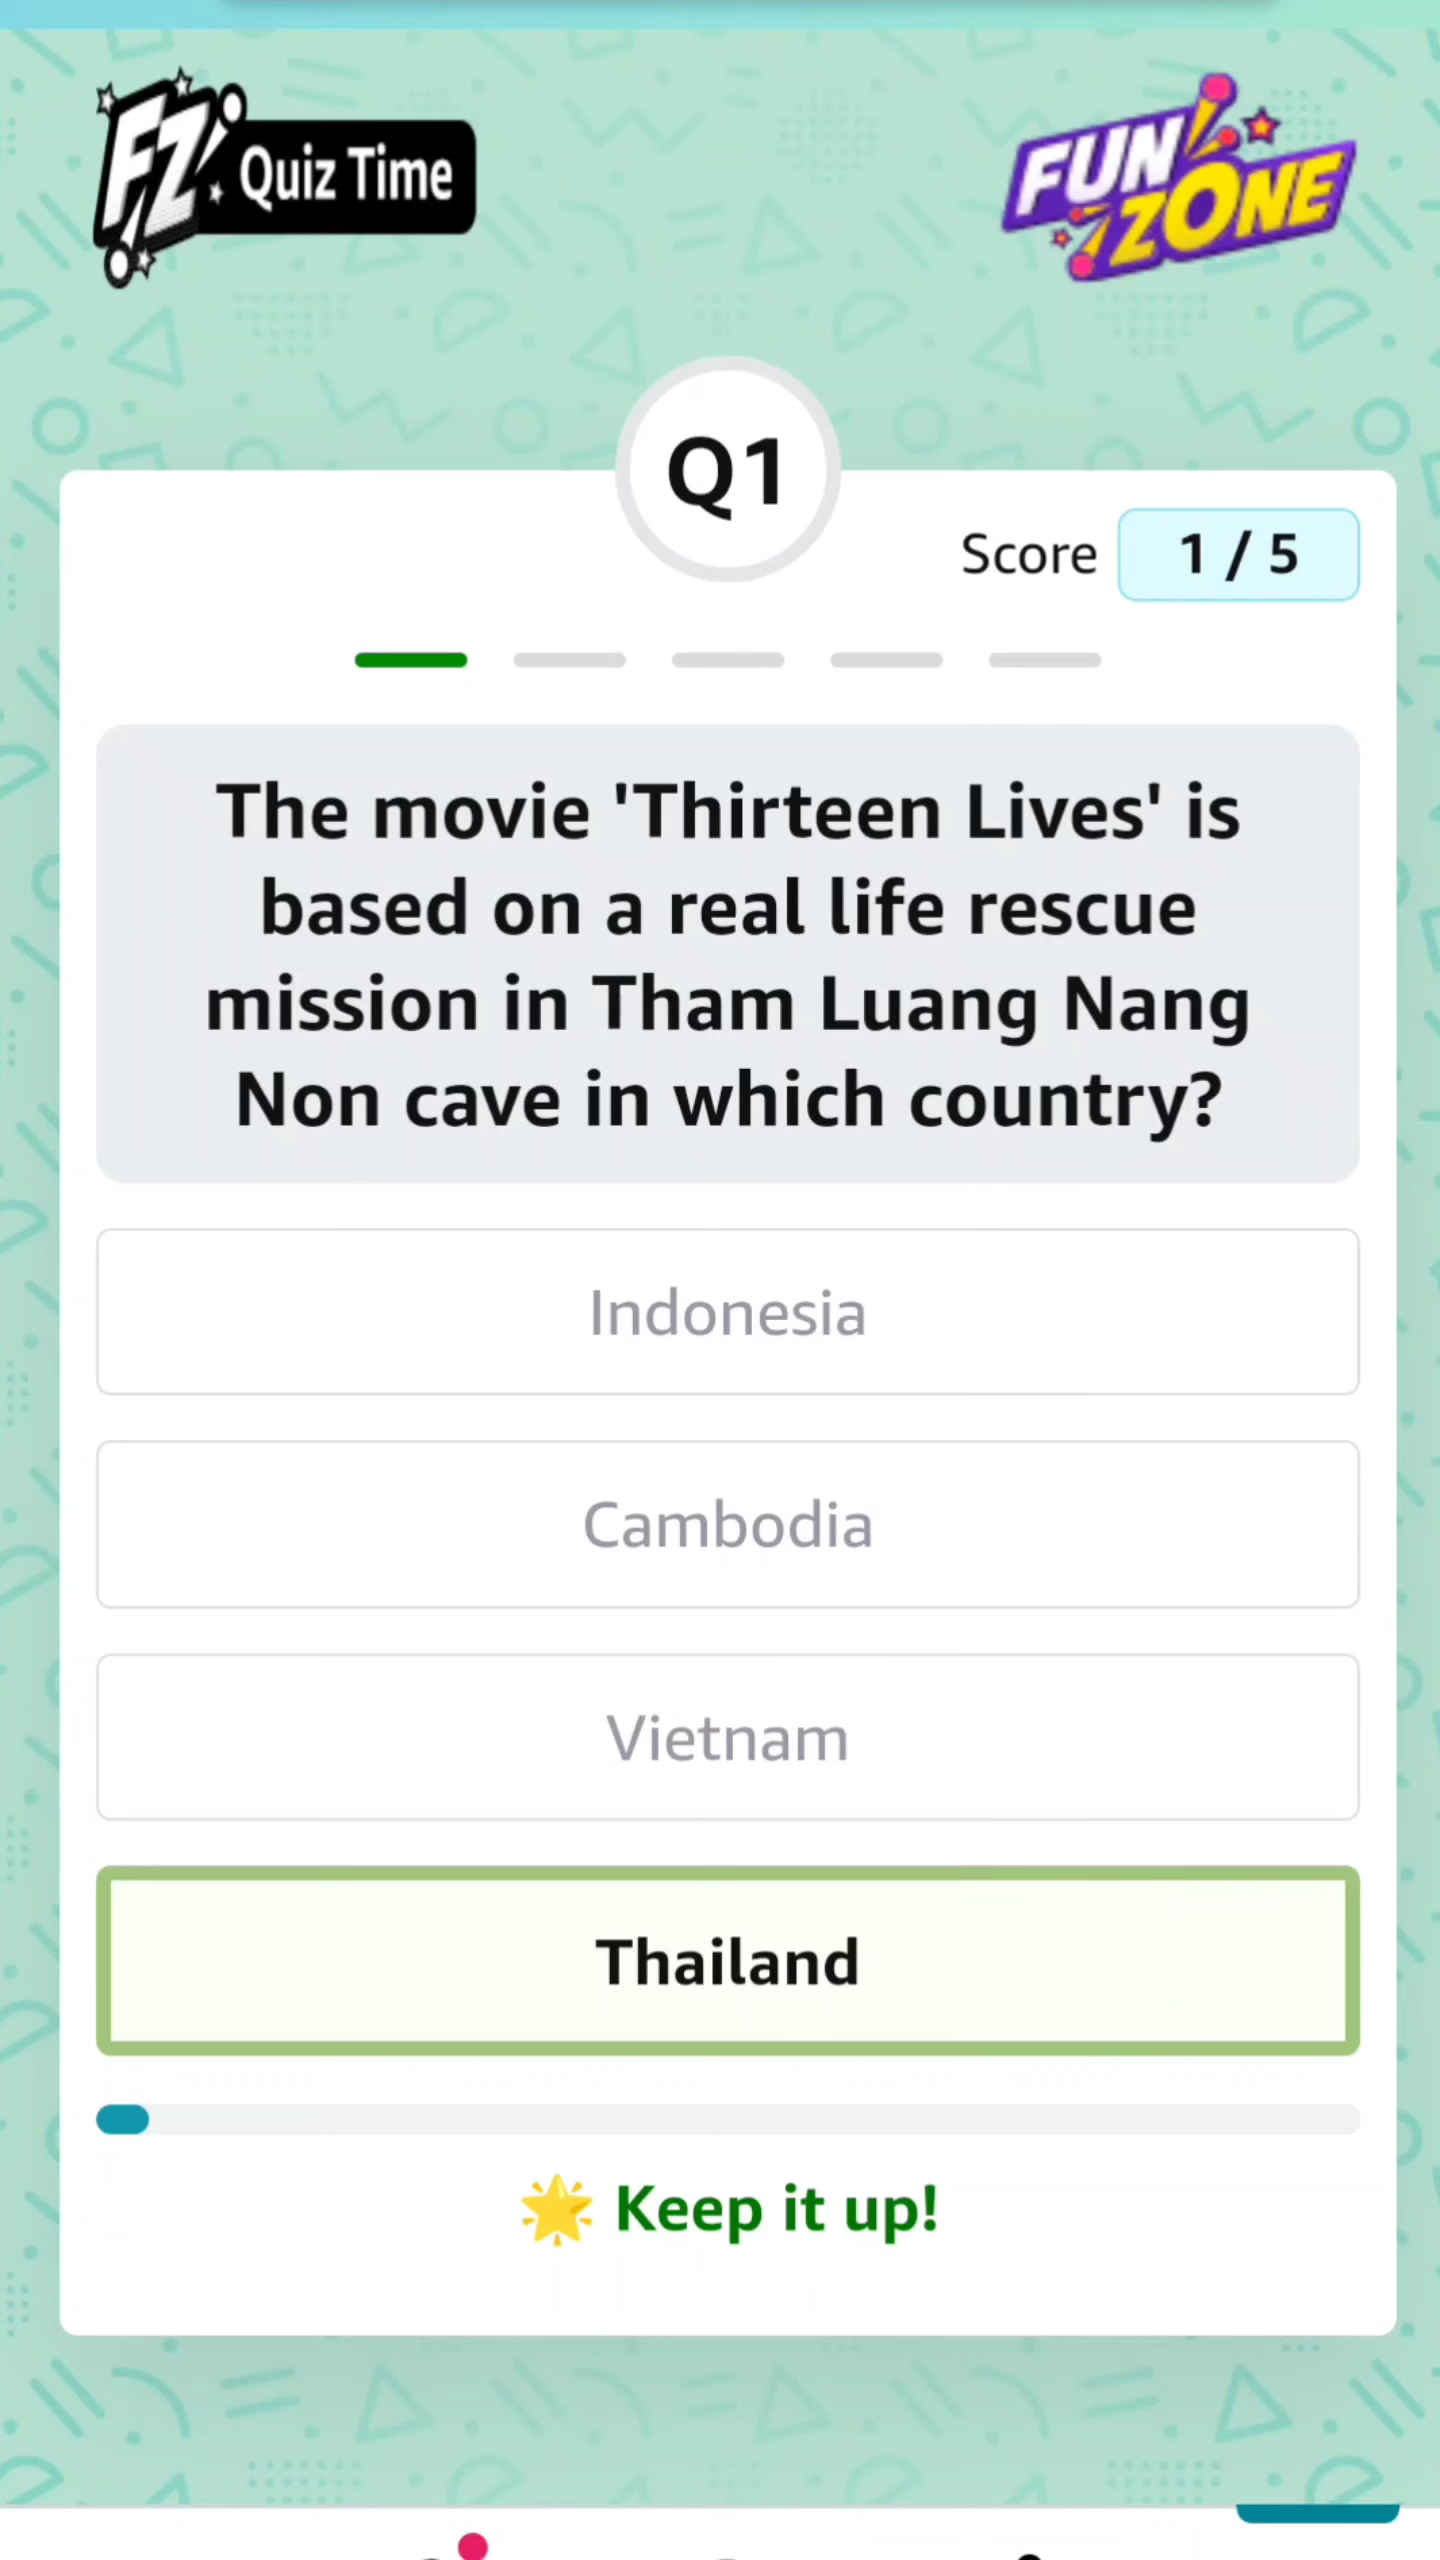 FZ Quiz Time
FUN
ZONE
Q1
Score 1 / 5
The movie 'Thirteen Lives' is
based on a real life rescue
mission in Tham Luang Nang
Non cave in which country?
Indonesia
Cambodia
Vietnam
Thailand
🌟 Keep it up!